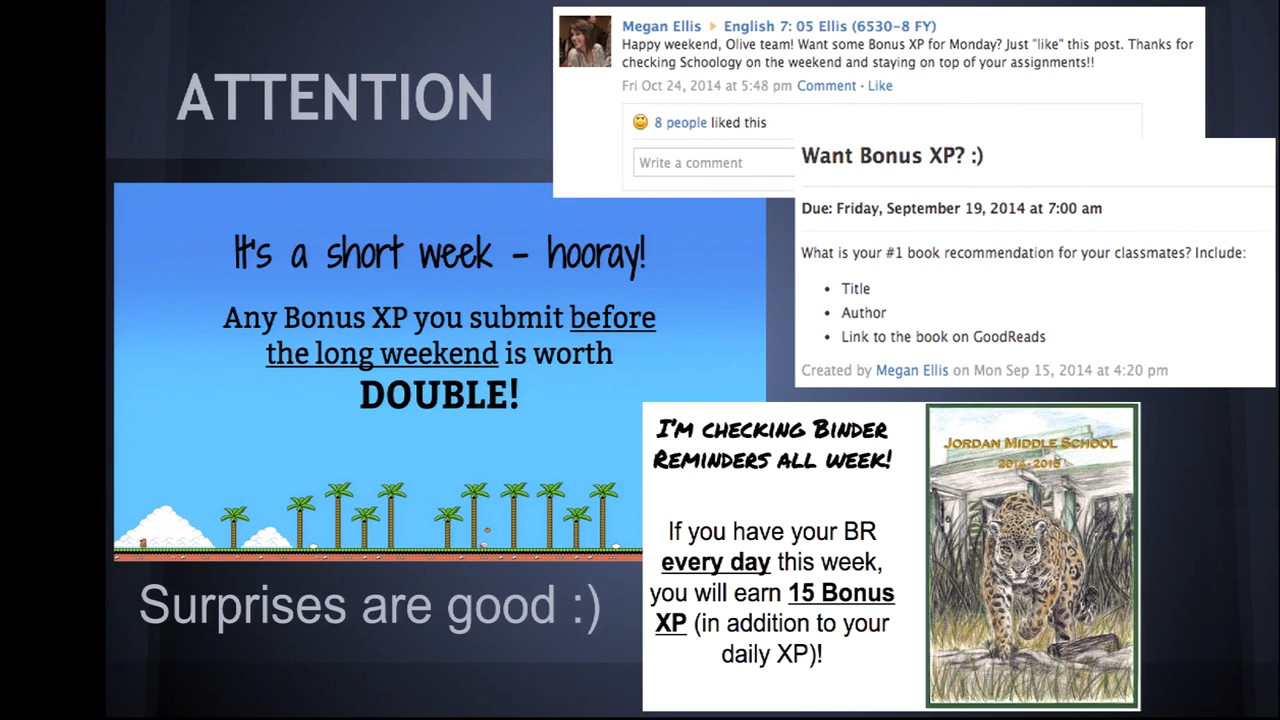 ATTENTION
Megan Ellis ▸ English 7: 05 Ellis (6530-8 FY)
Happy weekend, Olive team! Want some Bonus XP for Monday? Just "like" this post. Thanks for
checking Schoology on the weekend and staying on top of your assignments!!
Fri Oct 24, 2014 at 5:48 pm Comment · Like
8 people liked this
Write a comment
Want Bonus XP? :)
Due: Friday, September 19, 2014 at 7:00 am
What is your #1 book recommendation for your classmates? Include:
• Title
• Author
• Link to the book on GoodReads
Created by Megan Ellis on Mon Sep 15, 2014 at 4:20 pm
It's a short week - hooray!
Any Bonus XP you submit before
the long weekend is worth
DOUBLE!
Surprises are good :)
I'm checking Binder
Reminders all week!
If you have your BR
every day this week,
you will earn 15 Bonus
XP (in addition to your
daily XP)!
Jordan Middle School
2014-2015